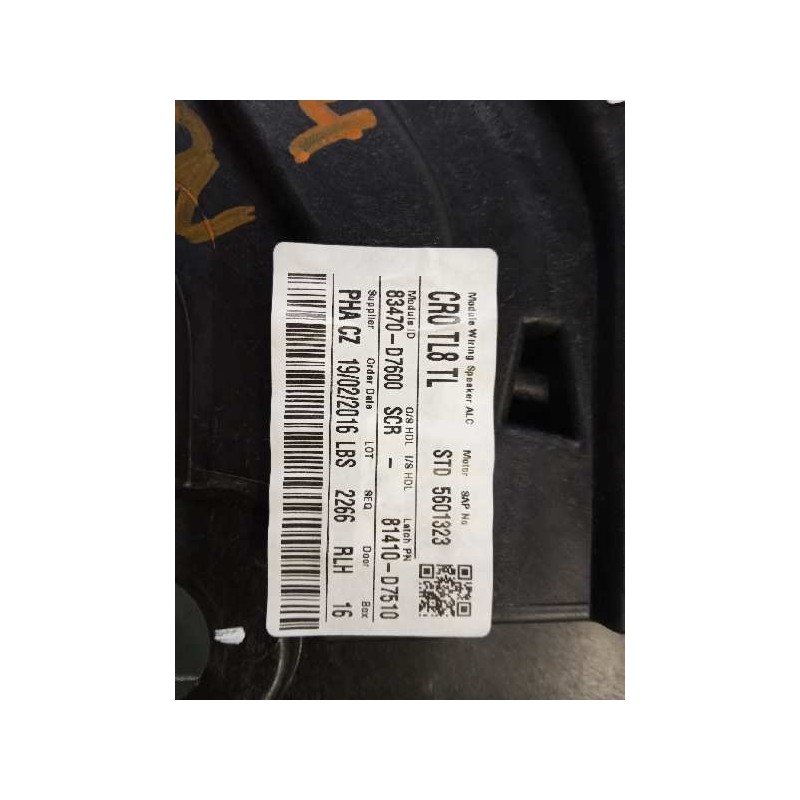 Module Wiring Speaker ALC Motor SAP No
CRO TL8 TL STD 5601323
Module ID O/S HDL I/S HDL Latch PN
83470-D7600 SCR - 81410-D7510
Supplier Order Date LOT SEQ Door Box
PHA CZ 19/02/2016 LBS 2266 RLH 16